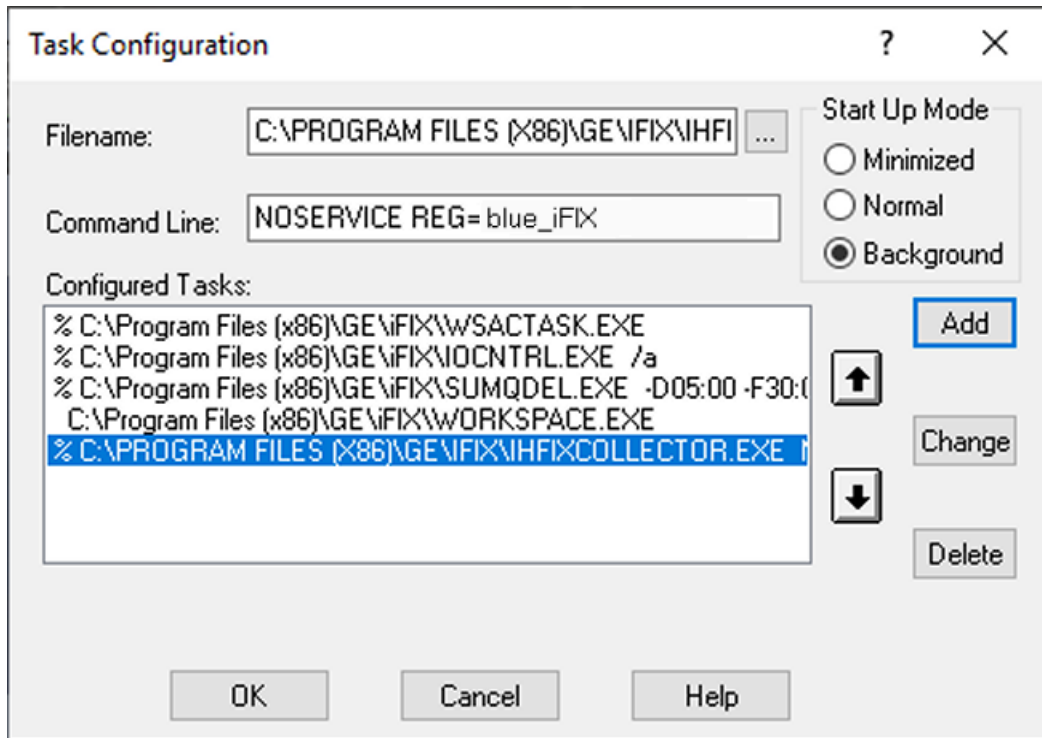 Task Configuration ? ×
Filename: C:\PROGRAM FILES (X86)\GE\IFIX\IHFI ...
Start Up Mode
Minimized
Normal
Background
Command Line: NOSERVICE REG= blue_iFIX
Configured Tasks:
% C:\Program Files (x86)\GE\iFIX\WSACTASK.EXE
% C:\Program Files (x86)\GE\iFIX\IOCNTRL.EXE /a
% C:\Program Files (x86)\GE\iFIX\SUMQDEL.EXE -D05:00 -F30:0
C:\Program Files (x86)\GE\iFIX\WORKSPACE.EXE
% C:\PROGRAM FILES (X86)\GE\IFIX\IHFIXCOLLECTOR.EXE
Add
Change
Delete
OK Cancel Help